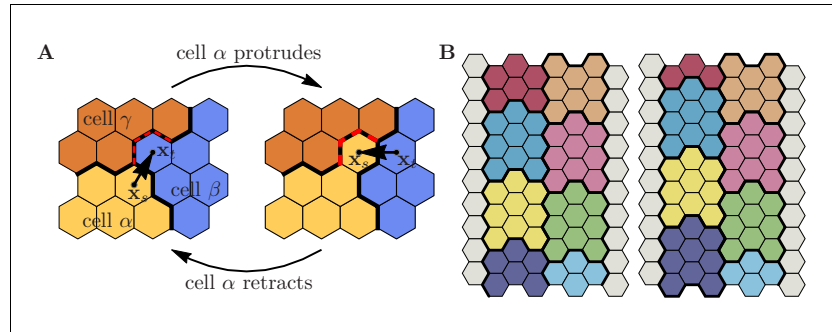 A
cell α protrudes
B
cell γ
x_t
x_s
cell β
cell α
x_s
x_t
cell α retracts